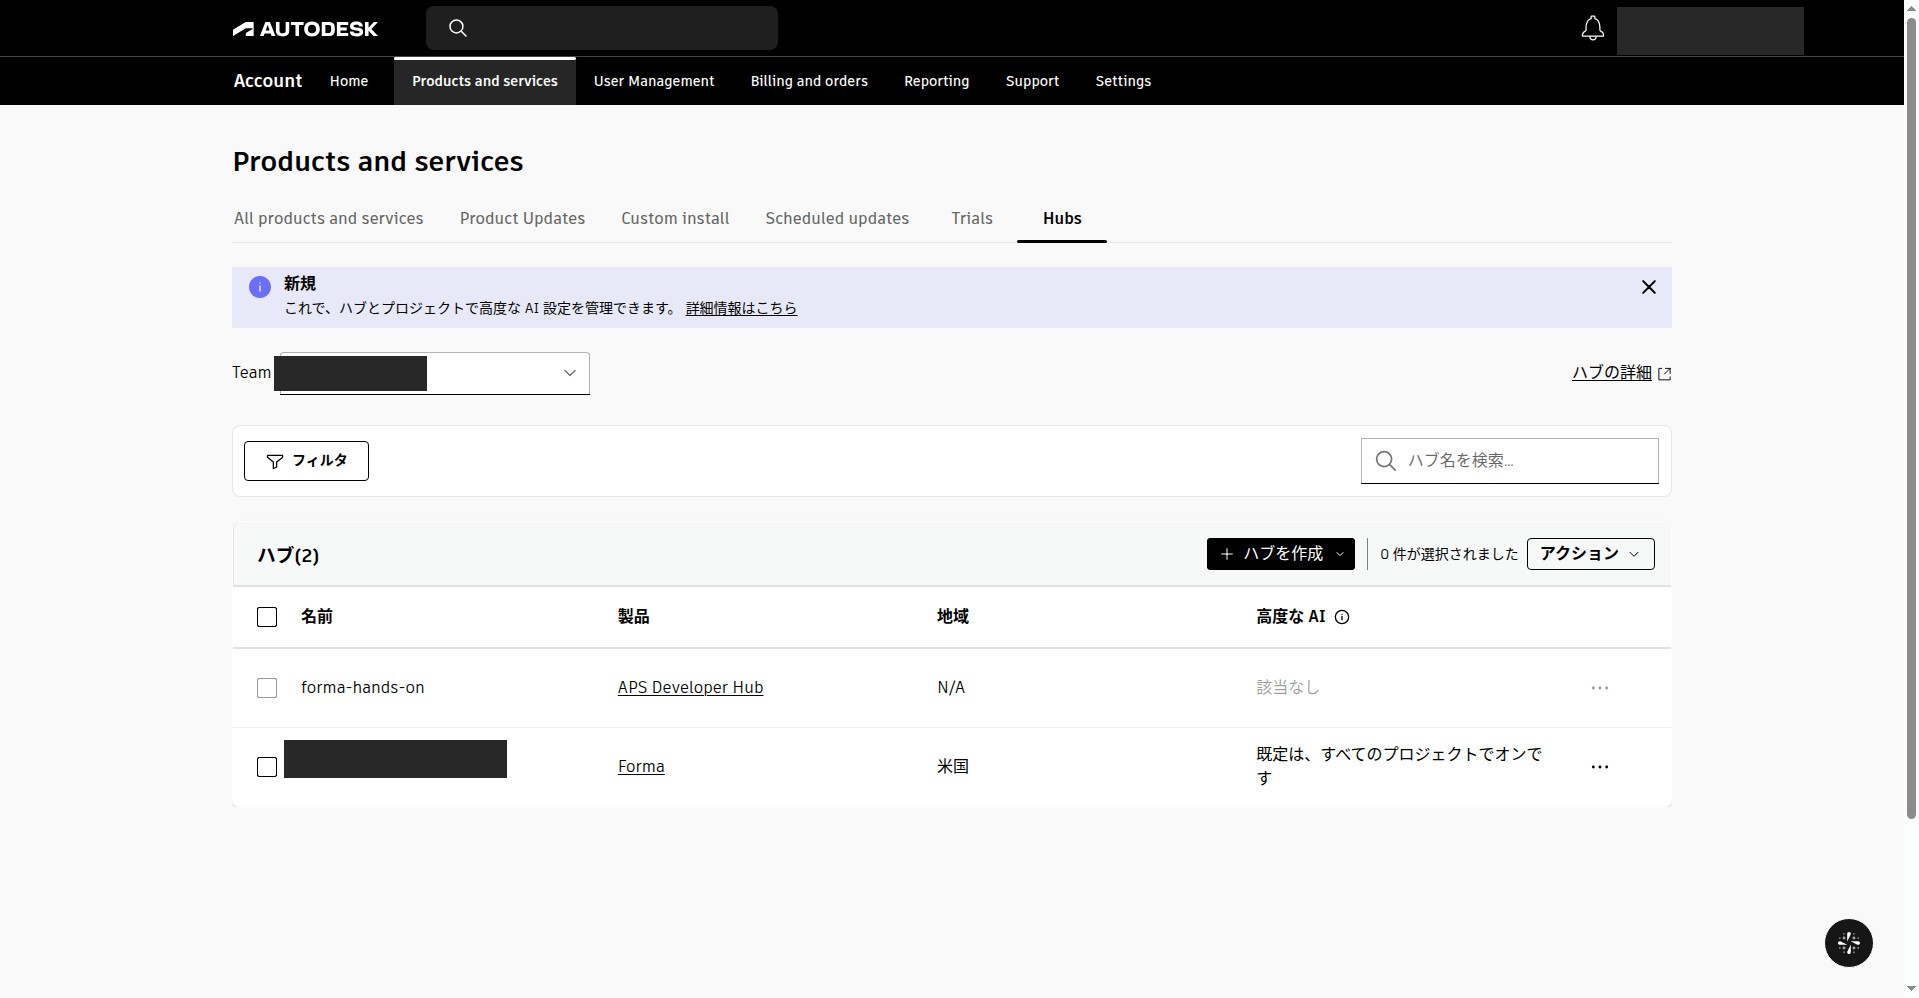 AUTODESK
Account Home Products and services User Management Billing and orders Reporting Support Settings
Products and services
All products and services Product Updates Custom install Scheduled updates Trials Hubs
新規
これで、ハブとプロジェクトで高度な AI 設定を管理できます。 詳細情報はこちら
Team
ハブの詳細
フィルタ
ハブ名を検索...
ハブ(2)
ハブを作成
0 件が選択されました
アクション
名前 製品 地域 高度な AI
forma-hands-on APS Developer Hub N/A 該当なし
Forma 米国 既定は、すべてのプロジェクトでオンで
す